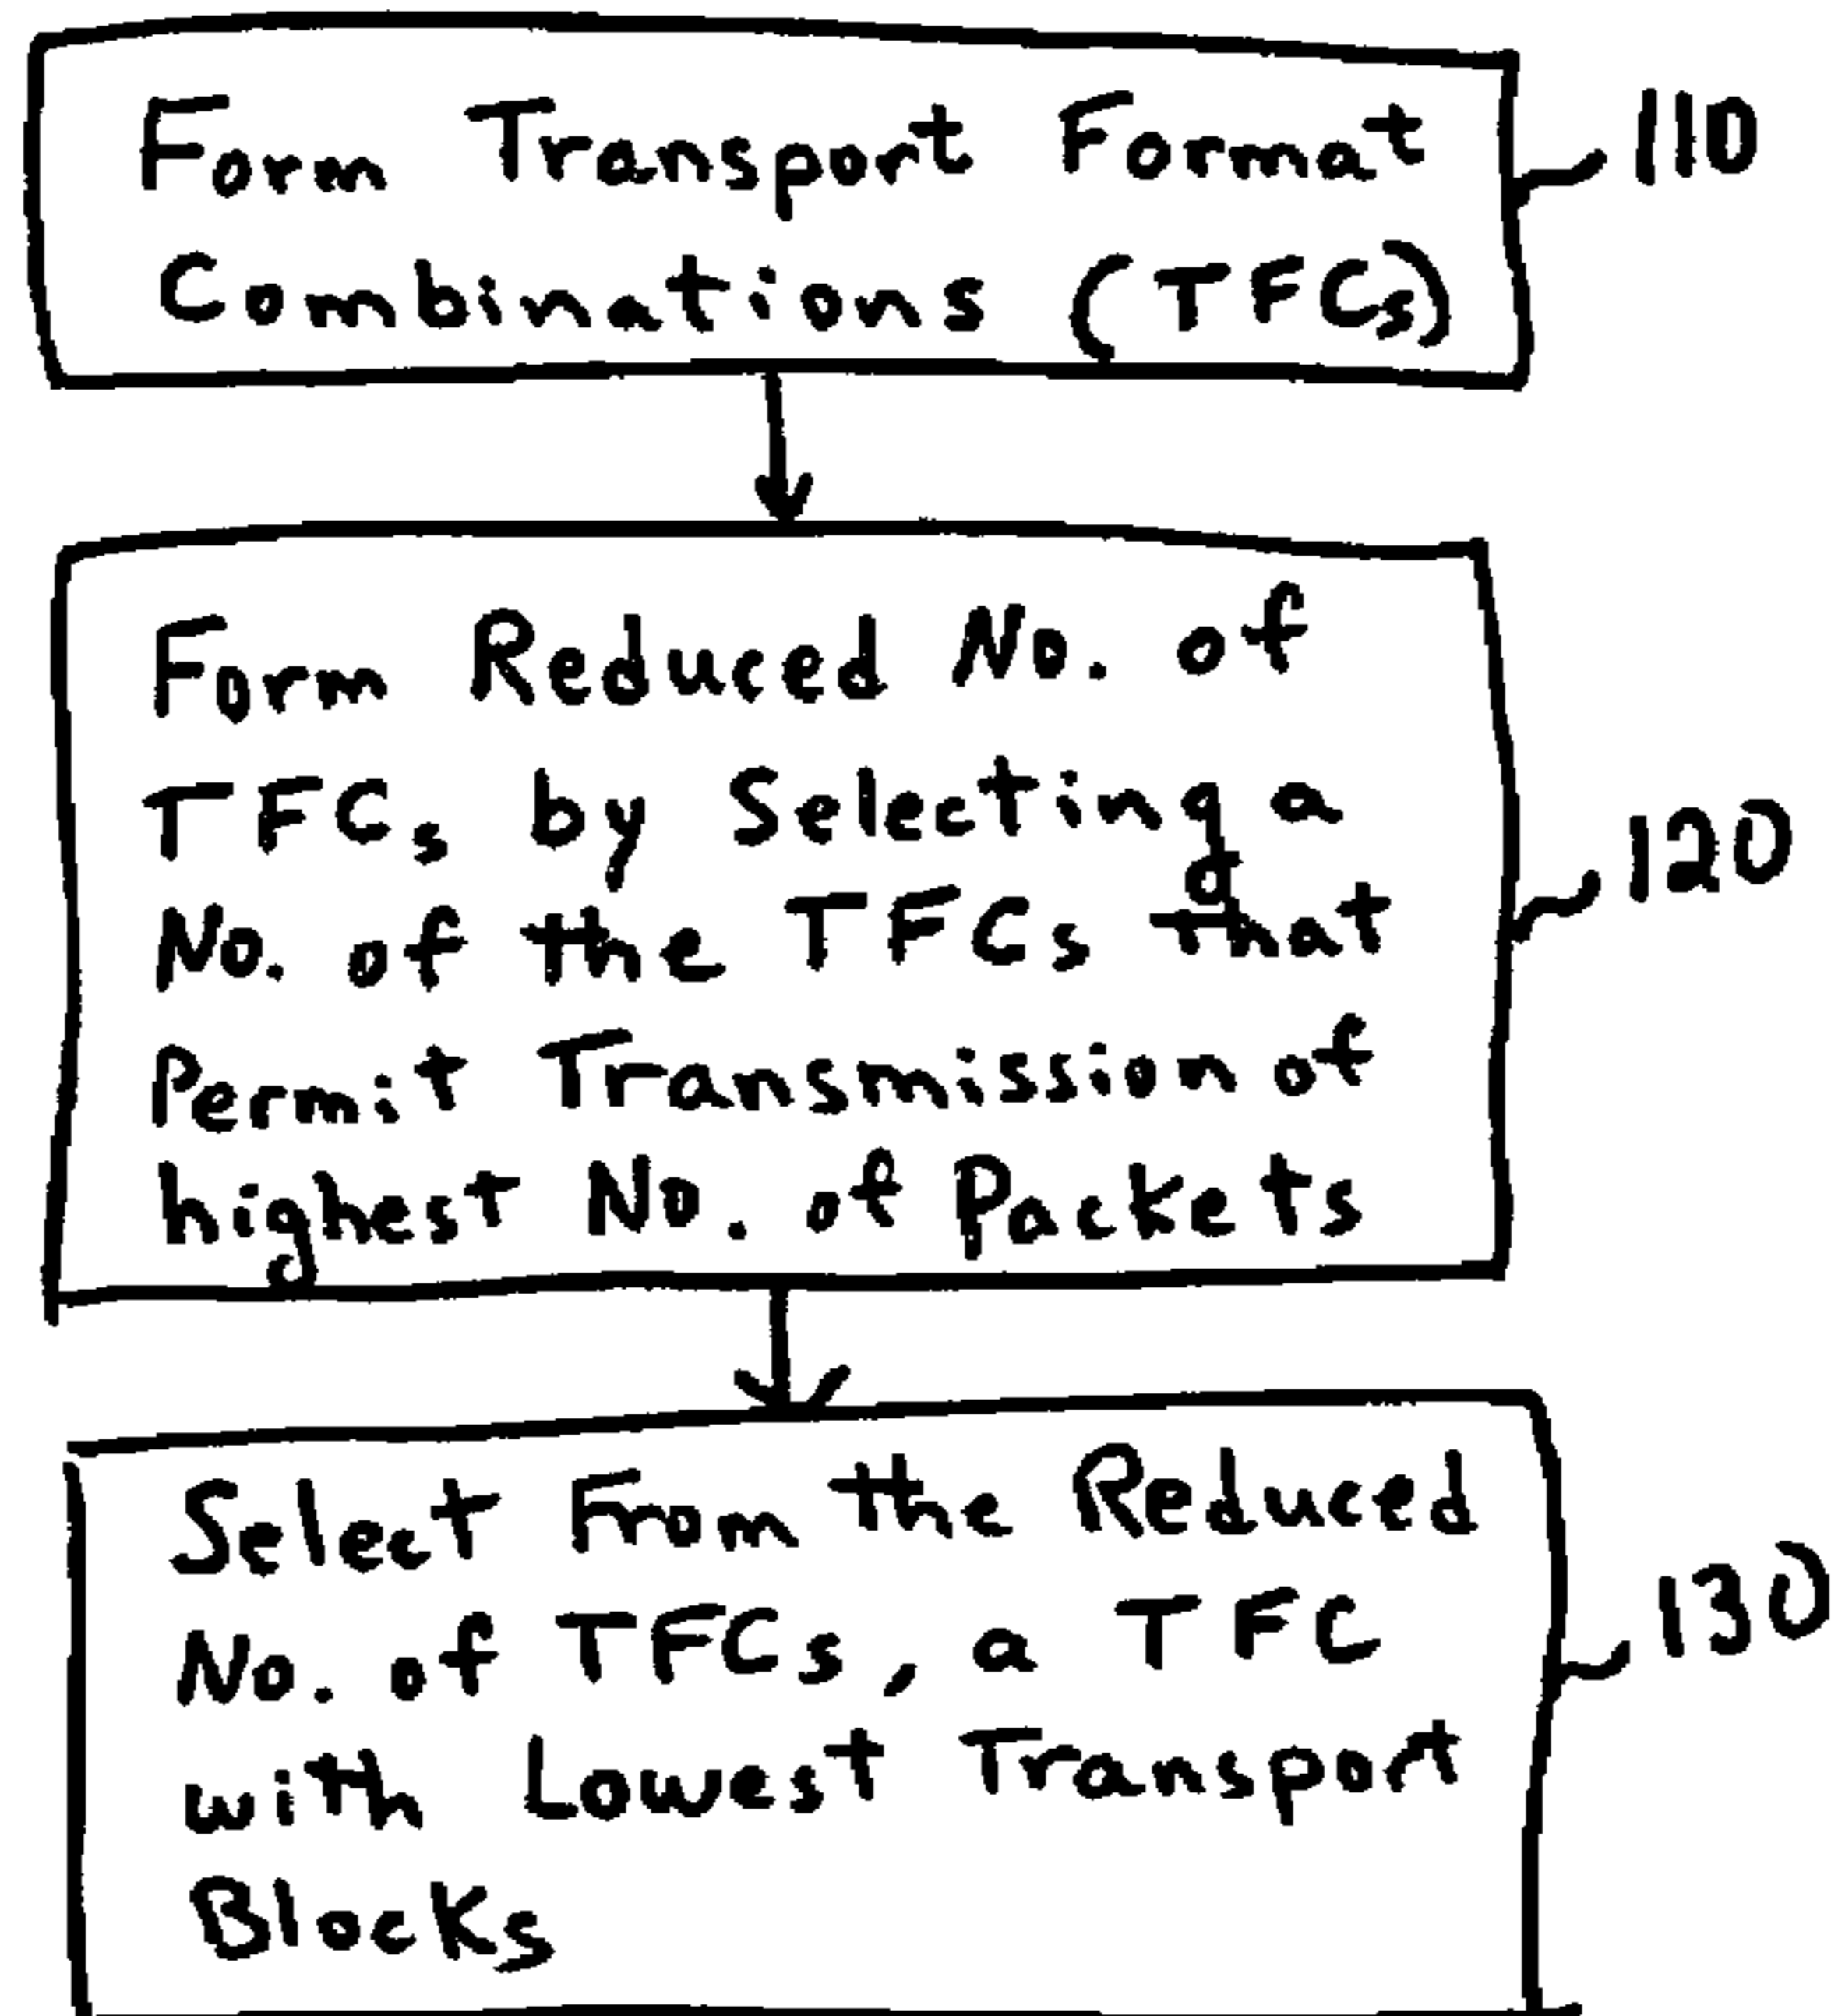 Form Transport Format
Combinations (TFCs)
110
Form Reduced No. of
TFCs by Selecting a
No. of the TFCs that
Permit Transmission of
highest No. of Packets
120
Select From the Reduced
No. of TFCs, a TFC
with Lowest Transport
Blocks
130